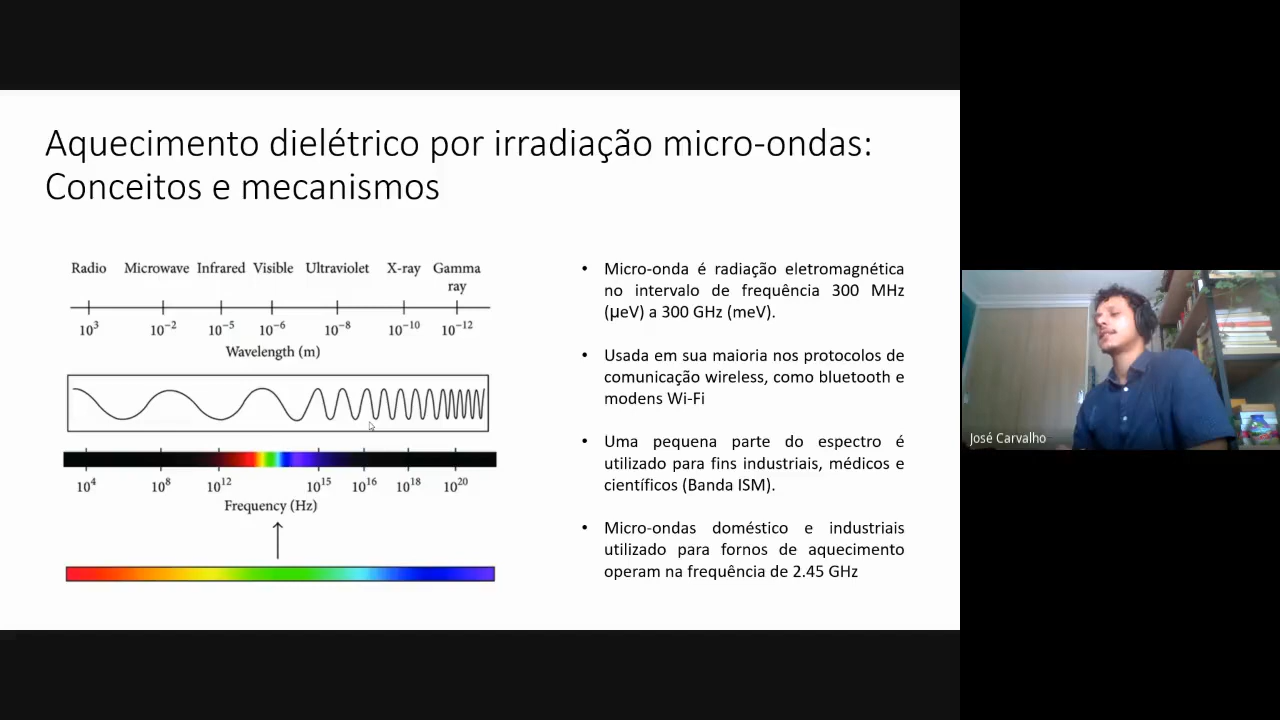 Aquecimento dielétrico por irradiação micro-ondas:
Conceitos e mecanismos
Radio Microwave Infrared Visible Ultraviolet X-ray Gamma
ray
10³ 10⁻² 10⁻⁵ 10⁻⁶ 10⁻⁸ 10⁻¹⁰ 10⁻¹²
Wavelength (m)
10⁴ 10⁸ 10¹² 10¹⁵ 10¹⁶ 10¹⁸ 10²⁰
Frequency (Hz)
• Micro-onda é radiação eletromagnética
no intervalo de frequência 300 MHz
(µeV) a 300 GHz (meV).
• Usada em sua maioria nos protocolos de
comunicação wireless, como bluetooth e
modens Wi-Fi
• Uma pequena parte do espectro é
utilizado para fins industriais, médicos e
científicos (Banda ISM).
• Micro-ondas doméstico e industriais
utilizado para fornos de aquecimento
operam na frequência de 2.45 GHz
José Carvalho